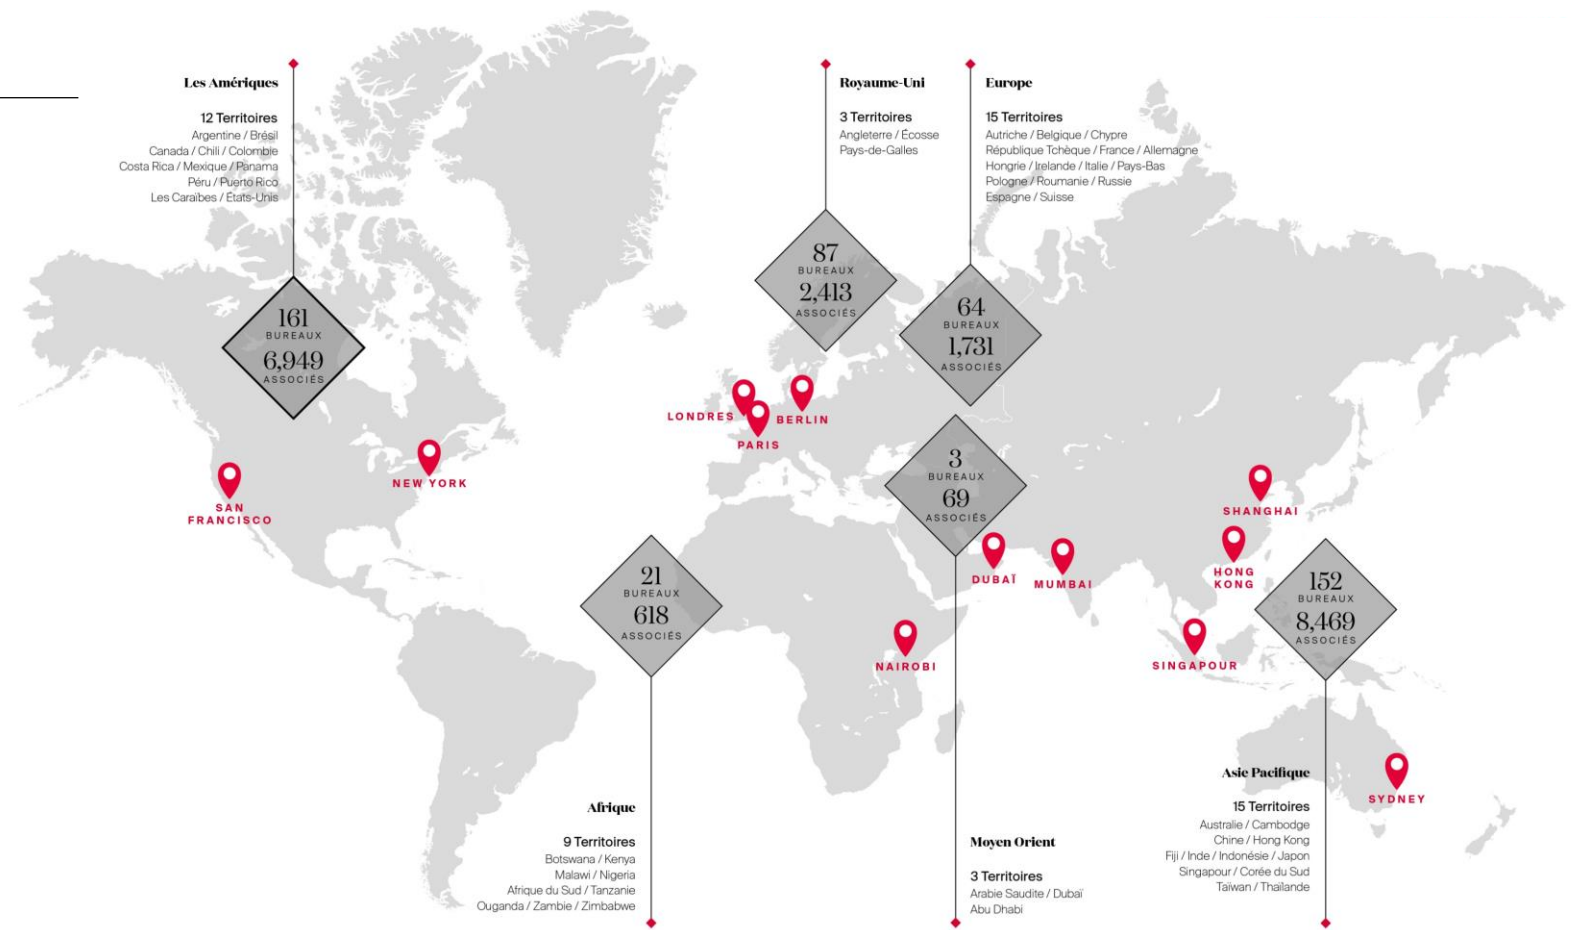 Les Amériques
12 Territoires
Argentine / Brésil
Canada / Chili / Colombie
Costa Rica / Mexique / Panama
Péru / Puerto Rico
Les Caraïbes / États-Unis
161
BUREAUX
6,949
ASSOCIÉS
Royaume-Uni
3 Territoires
Angleterre / Écosse
Pays-de-Galles
87
BUREAUX
2,413
ASSOCIÉS
Europe
15 Territoires
Autriche / Belgique / Chypre
République Tchèque / France / Allemagne
Hongrie / Irelande / Italie / Pays-Bas
Pologne / Roumanie / Russie
Espagne / Suisse
64
BUREAUX
1,731
ASSOCIÉS
LONDRES
PARIS
BERLIN
NEW YORK
SAN
FRANCISCO
3
BUREAUX
69
ASSOCIÉS
DUBAÏ
MUMBAI
SHANGHAI
HONG
KONG
SINGAPOUR
NAIROBI
SYDNEY
21
BUREAUX
618
ASSOCIÉS
152
BUREAUX
8,469
ASSOCIÉS
Afrique
9 Territoires
Botswana / Kenya
Malawi / Nigeria
Afrique du Sud / Tanzanie
Ouganda / Zambie / Zimbabwe
Moyen Orient
3 Territoires
Arabie Saudite / Dubaï
Abu Dhabi
Asie Pacifique
15 Territoires
Australie / Cambodge
Chine / Hong Kong
Fiji / Inde / Indonésie / Japon
Singapour / Corée du Sud
Taïwan / Thaïlande